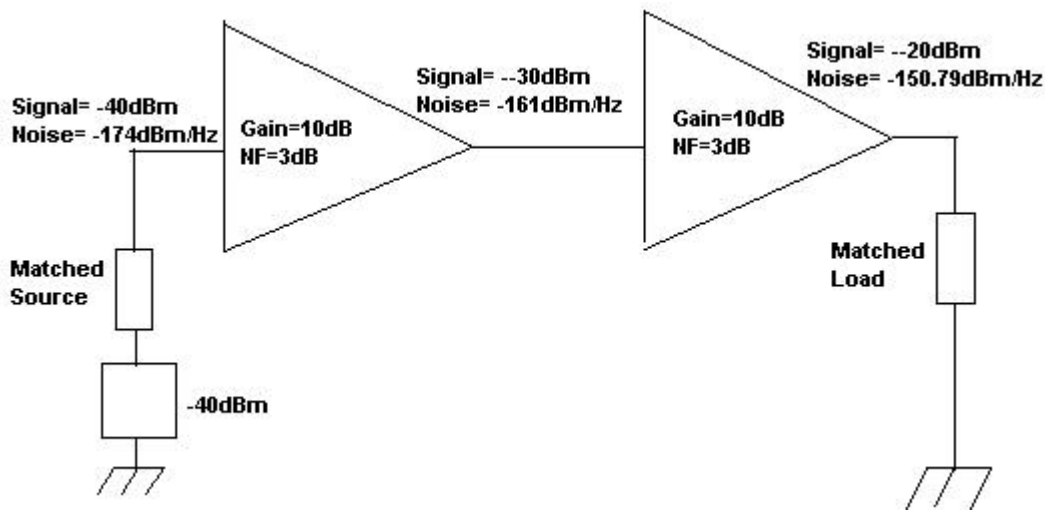 Signal= --20dBm
Noise= -150.79dBm/Hz
Signal= --30dBm
Noise= -161dBm/Hz
Signal= -40dBm
Noise= -174dBm/Hz
Gain=10dB
NF=3dB
Gain=10dB
NF=3dB
Matched
Source
Matched
Load
-40dBm